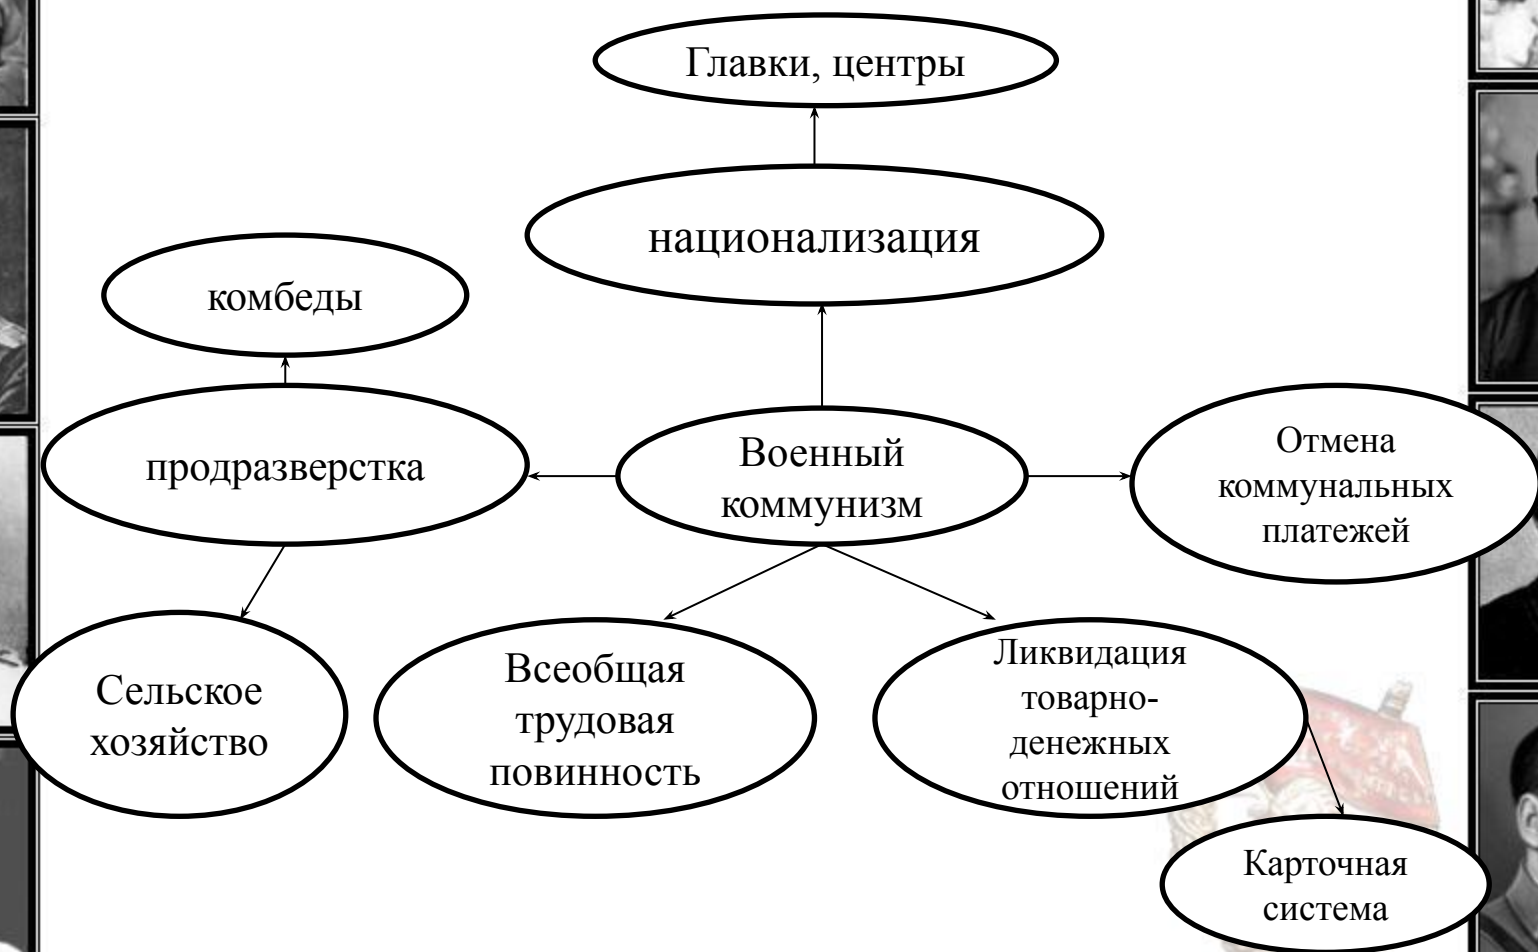 Главки, центры
национализация
комбеды
продразверстка
Военный
коммунизм
Отмена
коммунальных
платежей
Сельское
хозяйство
Всеобщая
трудовая
повинность
Ликвидация
товарно-
денежных
отношений
Карточная
система